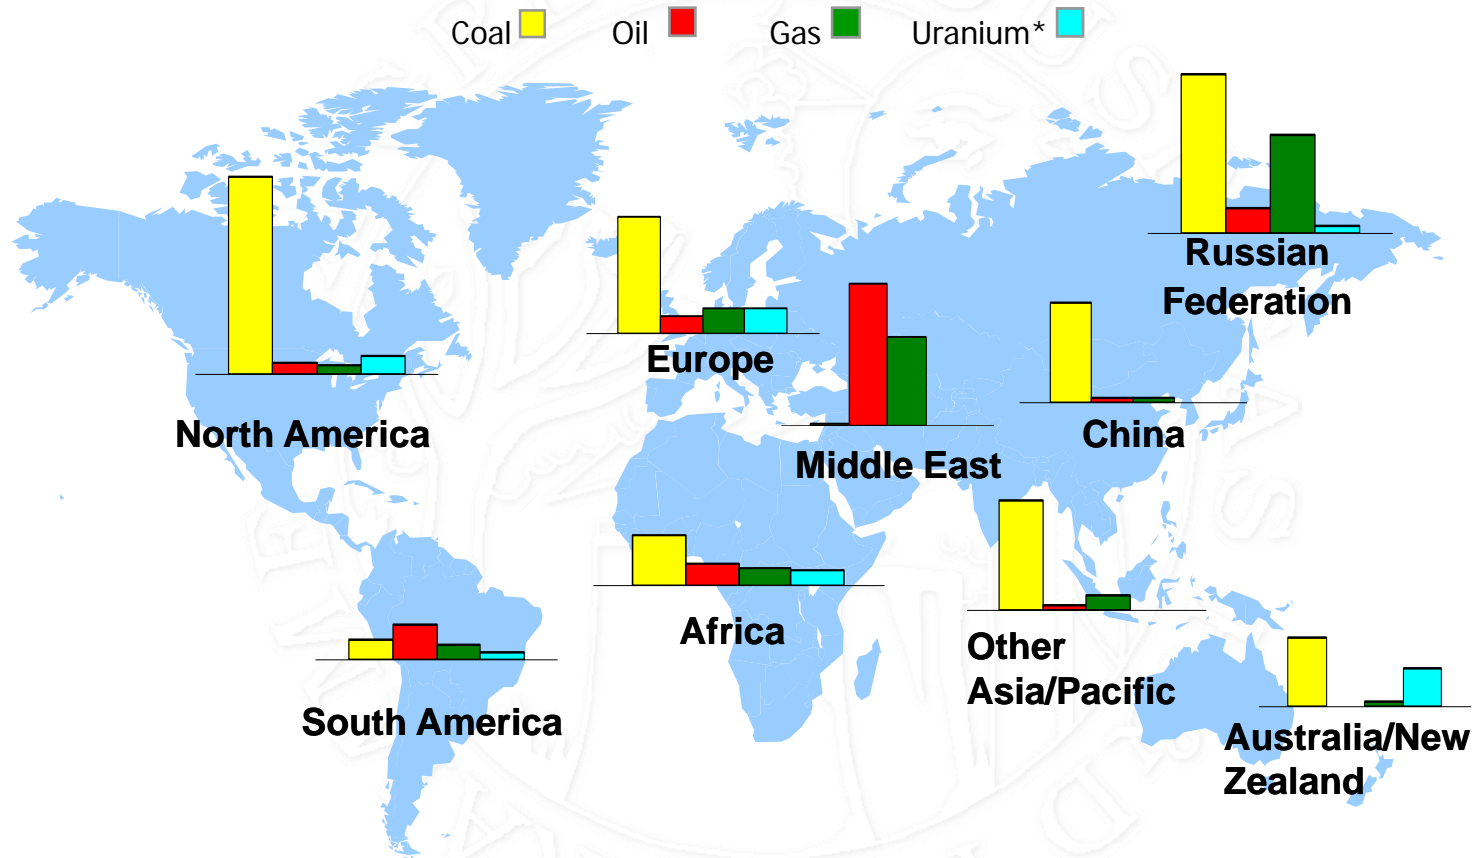 Coal Oil Gas Uranium*
Russian
Federation
Europe
North America
China
Middle East
Africa
Other
Asia/Pacific
South America
Australia/New
Zealand